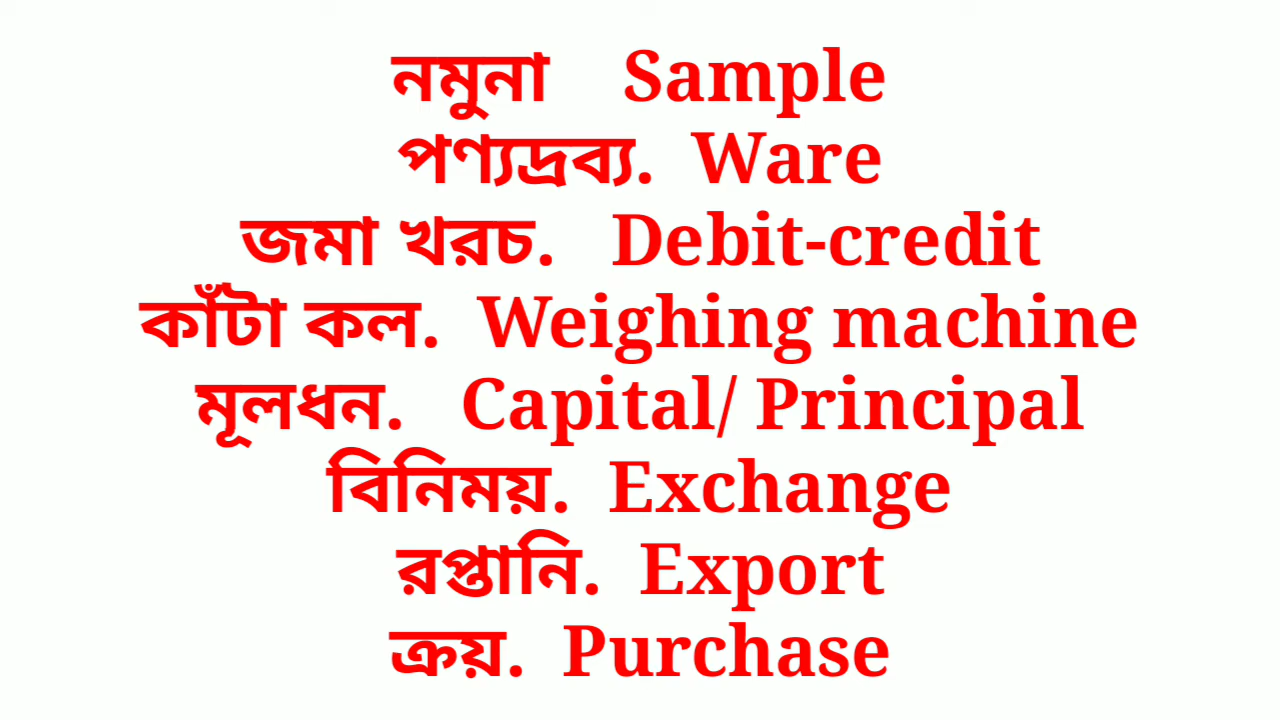 নমুনা Sample
পণ্যদ্রব্য. Ware
জমা খরচ. Debit-credit
কাঁটা কল. Weighing machine
মূলধন. Capital/ Principal
বিনিময়. Exchange
রপ্তানি. Export
ক্রয়. Purchase